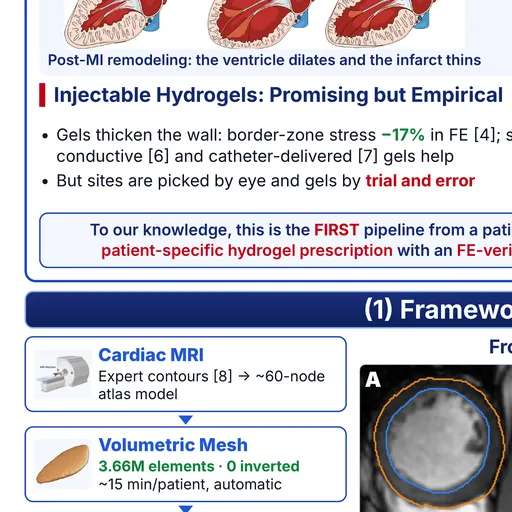 Post-MI remodeling: the ventricle dilates and the infarct thins
Injectable Hydrogels: Promising but Empirical
• Gels thicken the wall: border-zone stress −17% in FE [4]; s
conductive [6] and catheter-delivered [7] gels help
• But sites are picked by eye and gels by trial and error
To our knowledge, this is the FIRST pipeline from a pati
patient-specific hydrogel prescription with an FE-veri
(1) Framewo
Cardiac MRI
Expert contours [8] → ~60-node
atlas model
Volumetric Mesh
3.66M elements · 0 inverted
~15 min/patient, automatic
Fro
A